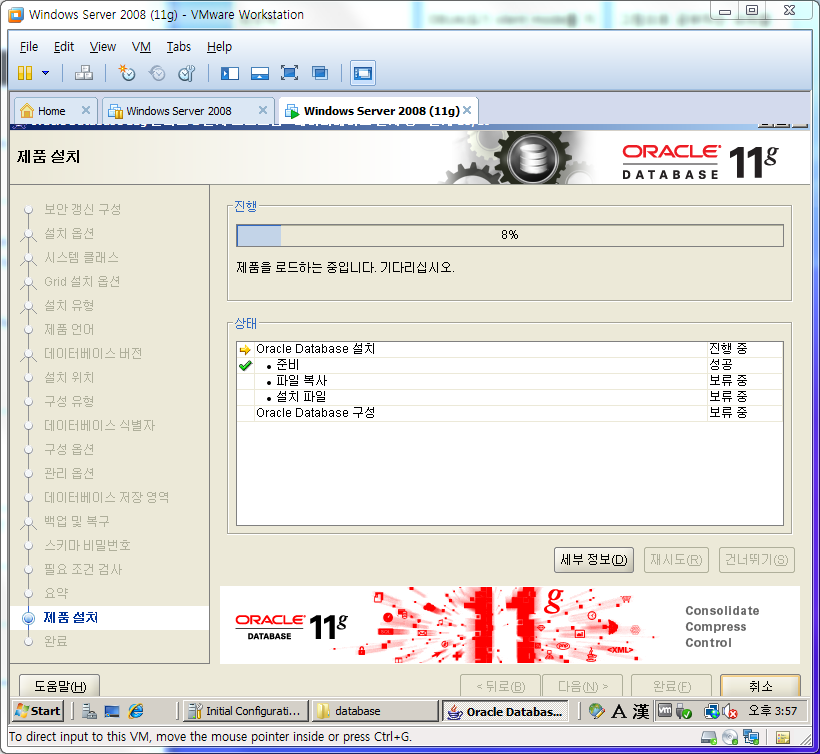 Windows Server 2008 (11g) - VMware Workstation
File Edit View VM Tabs Help
Home Windows Server 2008 Windows Server 2008 (11g)
제품 설치
ORACLE DATABASE 11g
보안 갱신 구성
설치 옵션
시스템 클래스
Grid 설치 옵션
설치 유형
제품 언어
데이터베이스 버전
설치 위치
구성 유형
데이터베이스 식별자
구성 옵션
관리 옵션
데이터베이스 저장 영역
백업 및 복구
스키마 비밀번호
필요 조건 검사
요약
제품 설치
완료
진행
8%
제품을 로드하는 중입니다. 기다리십시오.
상태
Oracle Database 설치 진행 중
• 준비 성공
• 파일 복사 보류 중
• 설치 파일 보류 중
Oracle Database 구성 보류 중
세부 정보(D) 재시도(R) 건너뛰기(S)
ORACLE DATABASE 11g
11g
<XML>
Consolidate
Compress
Control
도움말(H) < 뒤로(B) 다음(N) > 완료(F) 취소
Start Initial Configurati... database Oracle Databas... A 漢 vm 오후 3:57
To direct input to this VM, move the mouse pointer inside or press Ctrl+G.